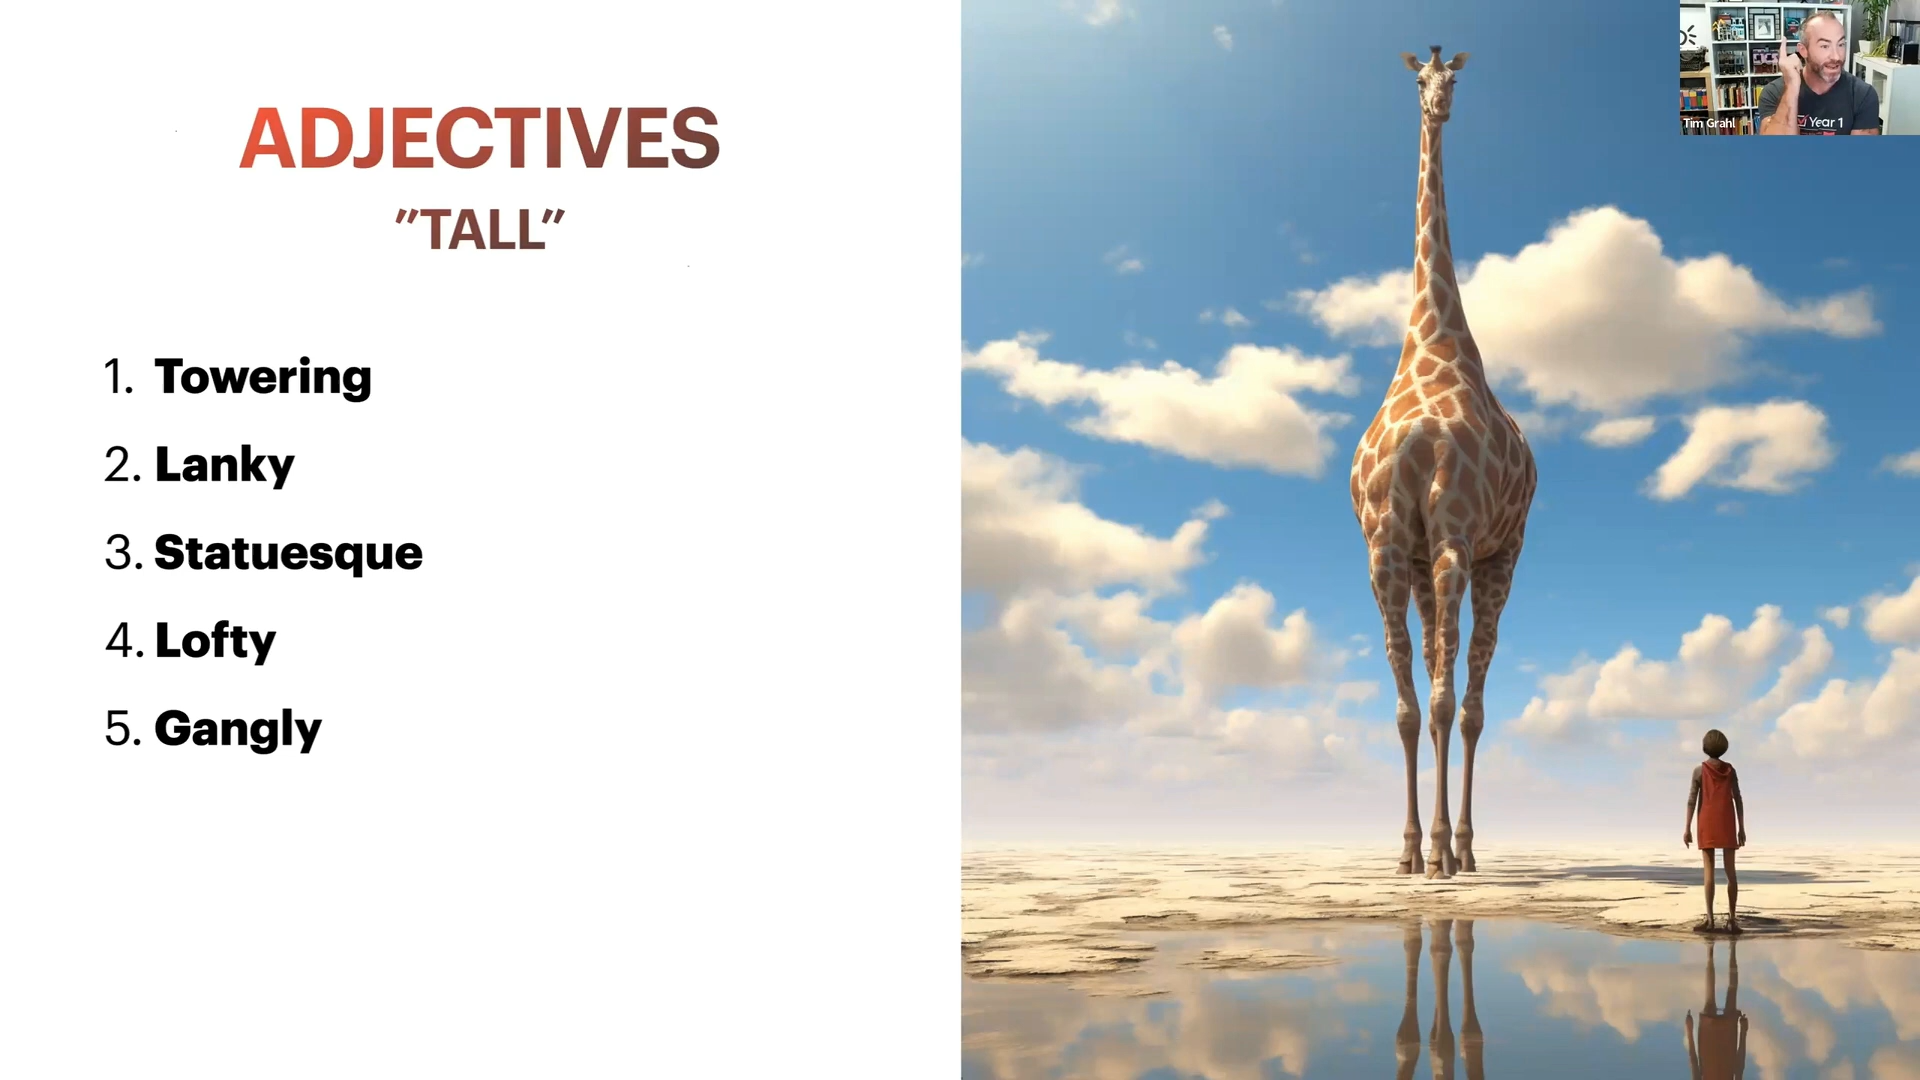 ADJECTIVES
”TALL”
1. Towering
2. Lanky
3. Statuesque
4. Lofty
5. Gangly
Tim Grahl
Year 1